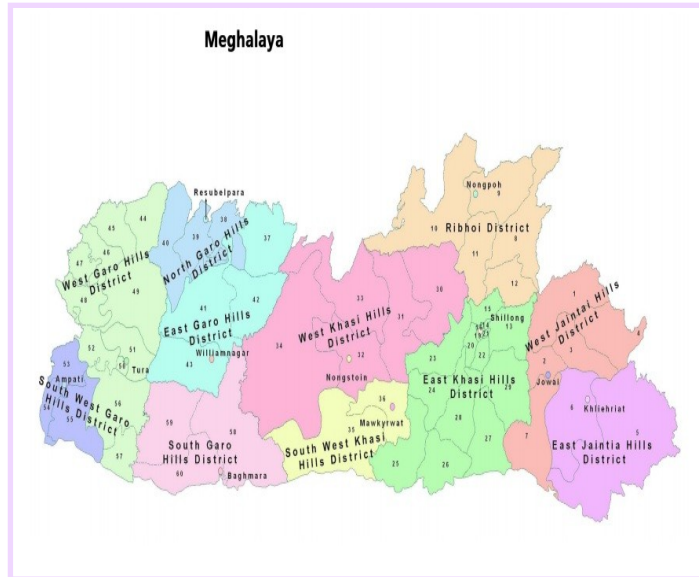 Meghalaya
Resubelpara
Nongpoh
9
45
44
40
39
38
37
North Garo Hills
District
10
Ribhoi District
8
11
47
46
West Garo Hills
District
48
49
12
41
42
East Garo Hills
District
33
30
31
West Khasi Hills
District
34
32
Nongstoin
15
Shillong
14
13
1
West Jaintai Hills
District
4
2
3
Jowai
52
51
50
Tura
43
Williamnagar
53
Ampati
South West Garo
Hills District
54
55
56
57
23
22
24
East Khasi Hills
District
29
28
27
25
26
36
Mawkyrwat
35
South West Khasi
Hills District
59
58
South Garo
Hills District
60
Baghmara
6
Khliehriat
5
7
East Jaintia Hills
District